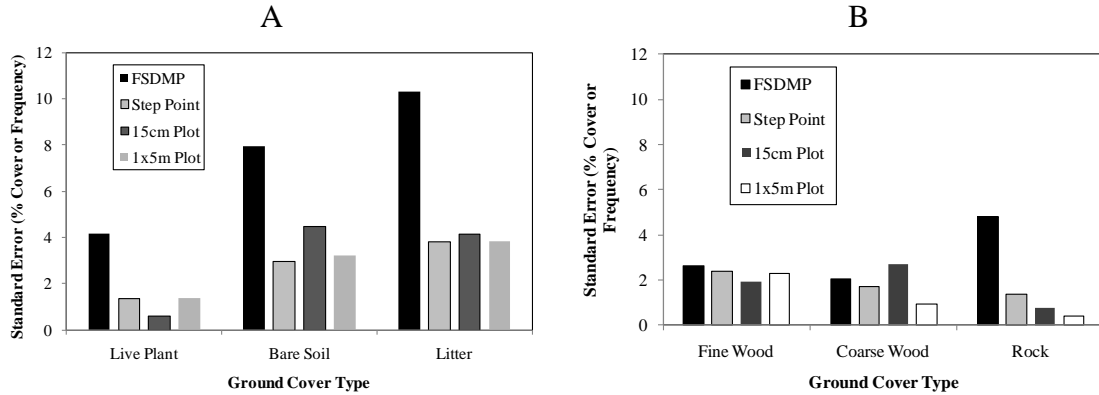 A
Standard Error (% Cover or Frequency)
12
10
8
6
4
2
0
FSDMP
Step Point
15cm Plot
1x5m Plot
Live Plant
Bare Soil
Litter
Ground Cover Type
B
Standard Error (% Cover or
Frequency)
12
10
8
6
4
2
0
FSDMP
Step Point
15cm Plot
1x5m Plot
Fine Wood
Coarse Wood
Rock
Ground Cover Type